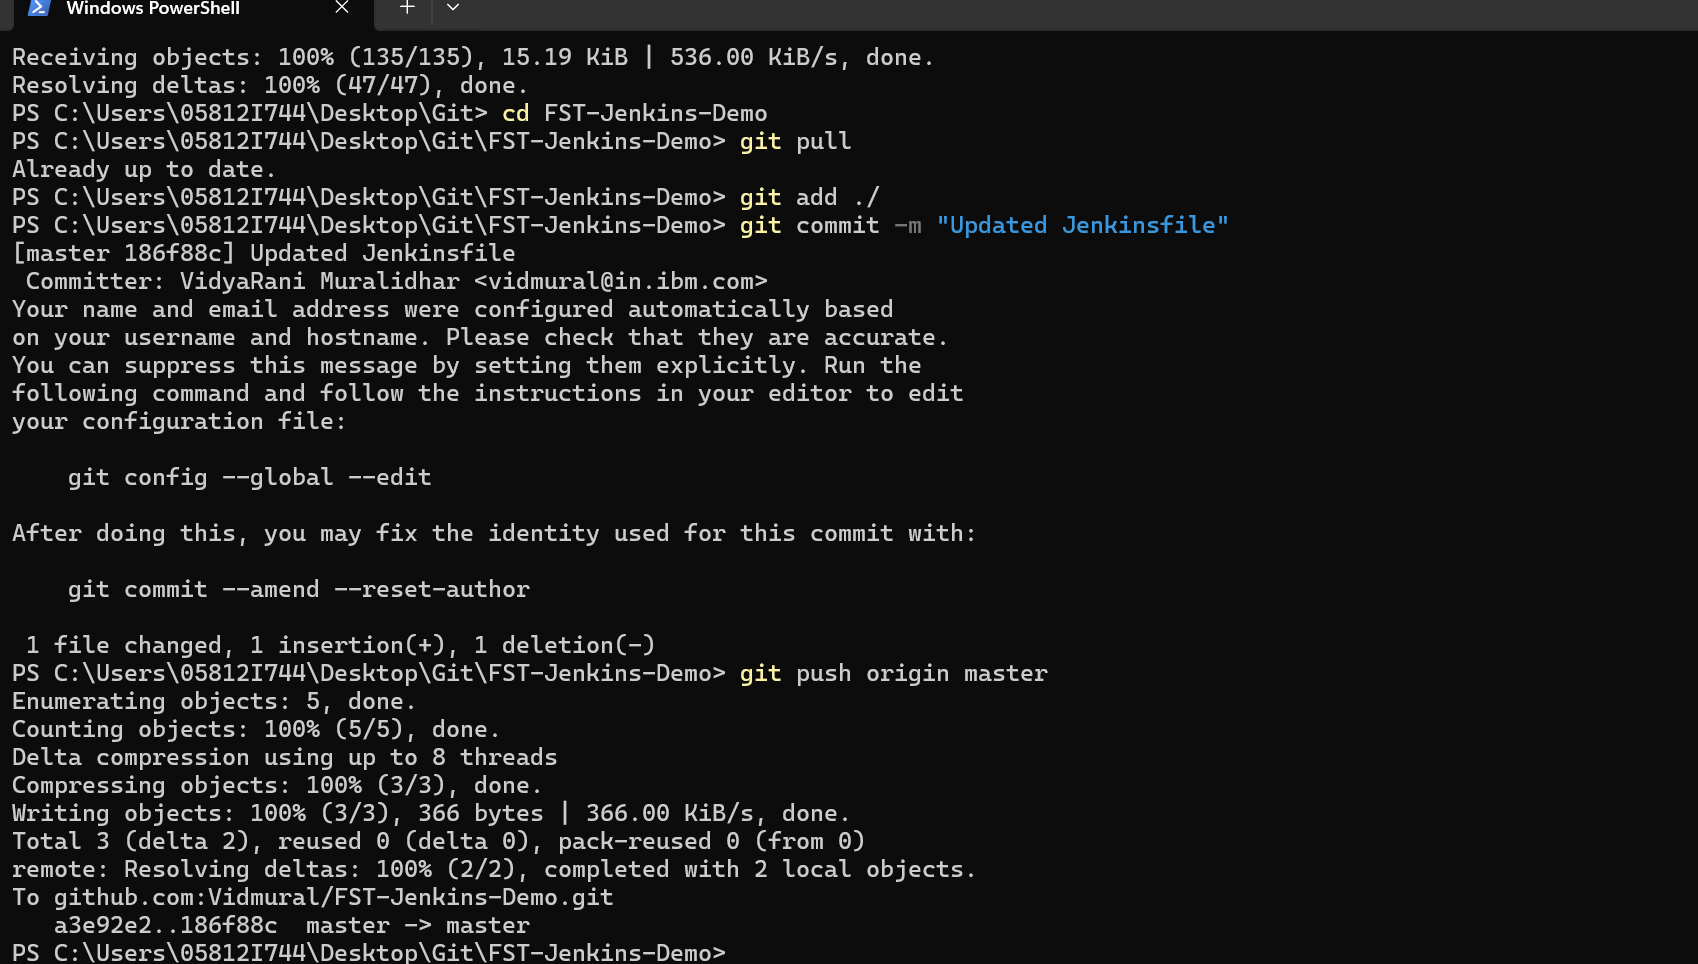 Windows PowerShell
Receiving objects: 100% (135/135), 15.19 KiB | 536.00 KiB/s, done.
Resolving deltas: 100% (47/47), done.
PS C:\Users\05812I744\Desktop\Git> cd FST-Jenkins-Demo
PS C:\Users\05812I744\Desktop\Git\FST-Jenkins-Demo> git pull
Already up to date.
PS C:\Users\05812I744\Desktop\Git\FST-Jenkins-Demo> git add ./
PS C:\Users\05812I744\Desktop\Git\FST-Jenkins-Demo> git commit -m "Updated Jenkinsfile"
[master 186f88c] Updated Jenkinsfile
 Committer: VidyaRani Muralidhar <vidmural@in.ibm.com>
Your name and email address were configured automatically based
on your username and hostname. Please check that they are accurate.
You can suppress this message by setting them explicitly. Run the
following command and follow the instructions in your editor to edit
your configuration file:

    git config --global --edit

After doing this, you may fix the identity used for this commit with:

    git commit --amend --reset-author

 1 file changed, 1 insertion(+), 1 deletion(-)
PS C:\Users\05812I744\Desktop\Git\FST-Jenkins-Demo> git push origin master
Enumerating objects: 5, done.
Counting objects: 100% (5/5), done.
Delta compression using up to 8 threads
Compressing objects: 100% (3/3), done.
Writing objects: 100% (3/3), 366 bytes | 366.00 KiB/s, done.
Total 3 (delta 2), reused 0 (delta 0), pack-reused 0 (from 0)
remote: Resolving deltas: 100% (2/2), completed with 2 local objects.
To github.com:Vidmural/FST-Jenkins-Demo.git
   a3e92e2..186f88c  master -> master
PS C:\Users\05812I744\Desktop\Git\FST-Jenkins-Demo>